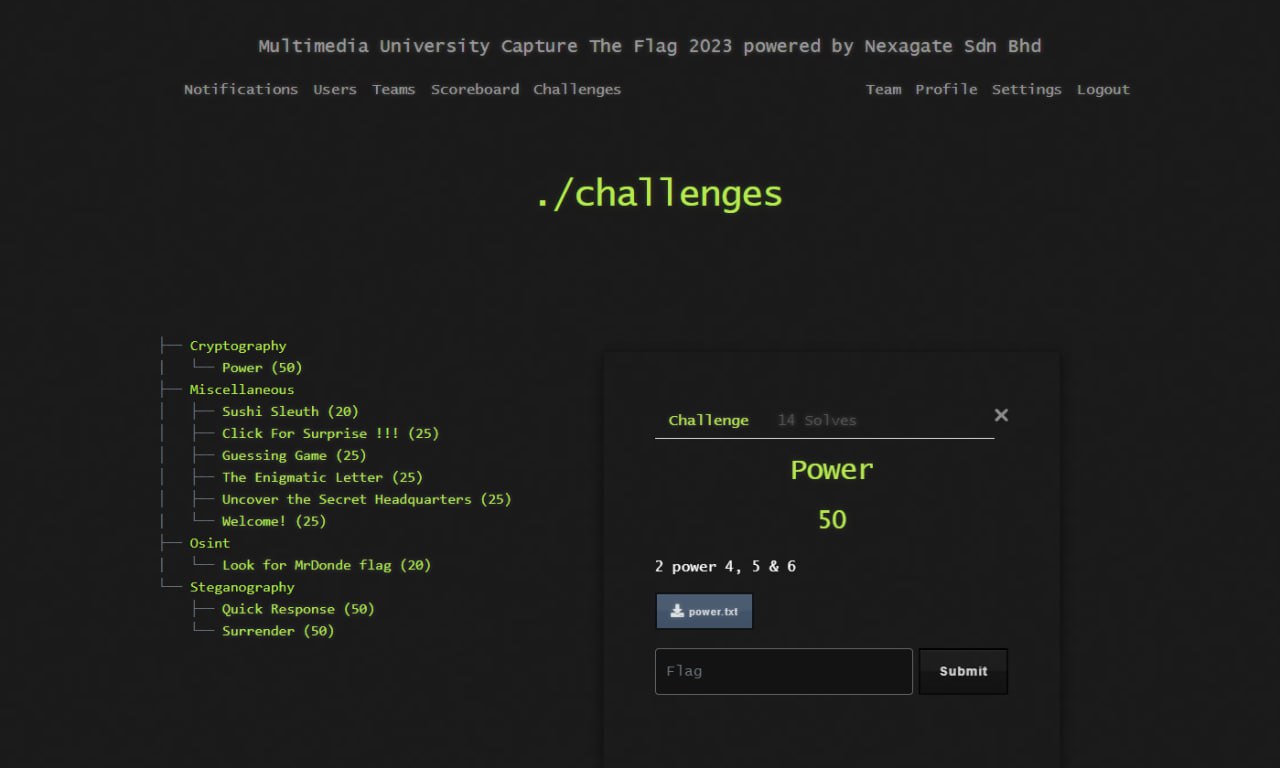 Multimedia University Capture The Flag 2023 powered by Nexagate Sdn Bhd
Notifications Users Teams Scoreboard Challenges Team Profile Settings Logout
./challenges
Cryptography
Power (50)
Miscellaneous
Sushi Sleuth (20)
Click For Surprise !!! (25)
Guessing Game (25)
The Enigmatic Letter (25)
Uncover the Secret Headquarters (25)
Welcome! (25)
Osint
Look for MrDonde flag (20)
Steganography
Quick Response (50)
Surrender (50)
Challenge 14 Solves ×
Power
50
2 power 4, 5 & 6
power.txt
Flag Submit